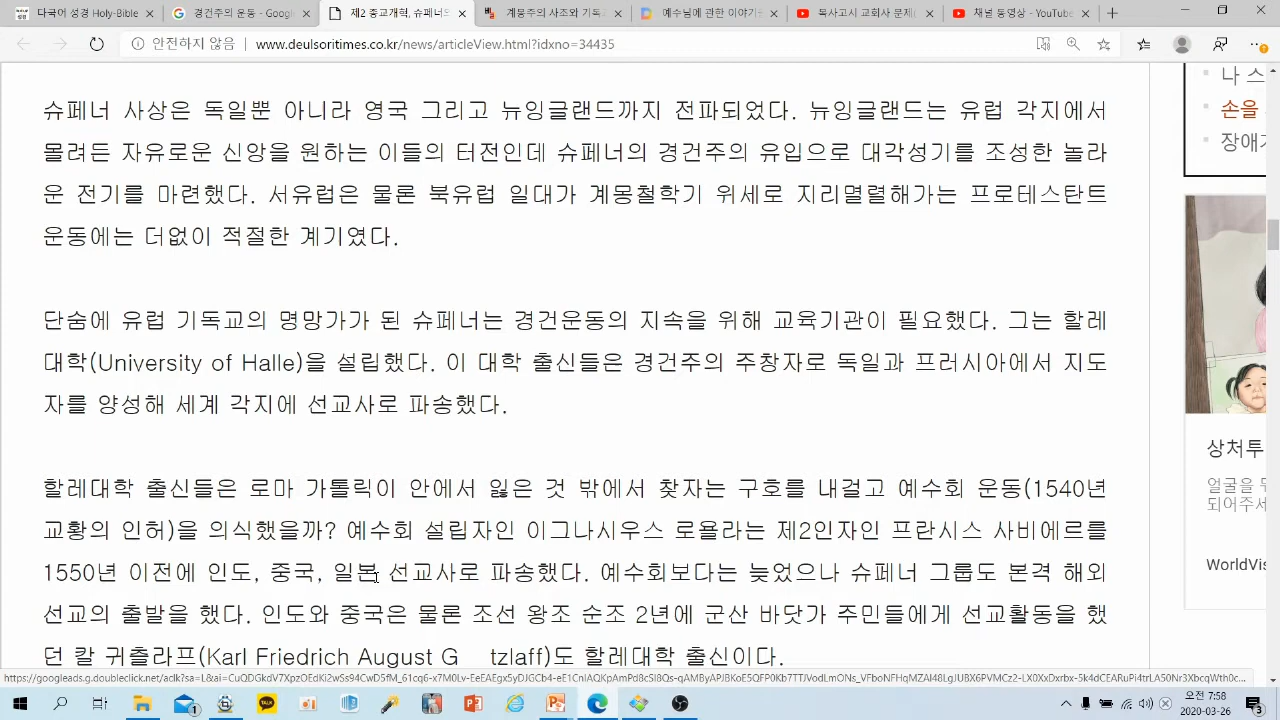 다국어 성경 Holy-Bible
경건주의 운동 - Google
제2 종교개혁, 슈페너의
계몽주의 사조와 기독
예수님에 관한 이야기
목사고시 교회사 문제
채널 동영상 - YouTube
안전하지 않음
www.deulsoritimes.co.kr/news/articleView.html?idxno=34435
슈페너 사상은 독일뿐 아니라 영국 그리고 뉴잉글랜드까지 전파되었다. 뉴잉글랜드는 유럽 각지에서
몰려든 자유로운 신앙을 원하는 이들의 터전인데 슈페너의 경건주의 유입으로 대각성기를 조성한 놀라
운 전기를 마련했다. 서유럽은 물론 북유럽 일대가 계몽철학기 위세로 지리멸렬해가는 프로테스탄트
운동에는 더없이 적절한 계기였다.
단숨에 유럽 기독교의 명망가가 된 슈페너는 경건운동의 지속을 위해 교육기관이 필요했다. 그는 할레
대학(University of Halle)을 설립했다. 이 대학 출신들은 경건주의 주창자로 독일과 프러시아에서 지도
자를 양성해 세계 각지에 선교사로 파송했다.
할레대학 출신들은 로마 가톨릭이 안에서 잃은 것 밖에서 찾자는 구호를 내걸고 예수회 운동(1540년
교황의 인허)을 의식했을까? 예수회 설립자인 이그나시우스 로욜라는 제2인자인 프란시스 사비에르를
1550년 이전에 인도, 중국, 일본 선교사로 파송했다. 예수회보다는 늦었으나 슈페너 그룹도 본격 해외
선교의 출발을 했다. 인도와 중국은 물론 조선 왕조 순조 2년에 군산 바닷가 주민들에게 선교활동을 했
던 칼 귀츨라프(Karl Friedrich August G tzlaff)도 할레대학 출신이다.
나 스
손을
장애
상처투
얼굴을
되어주세
WorldVis
TALK
오전 7:58
2020-03-26